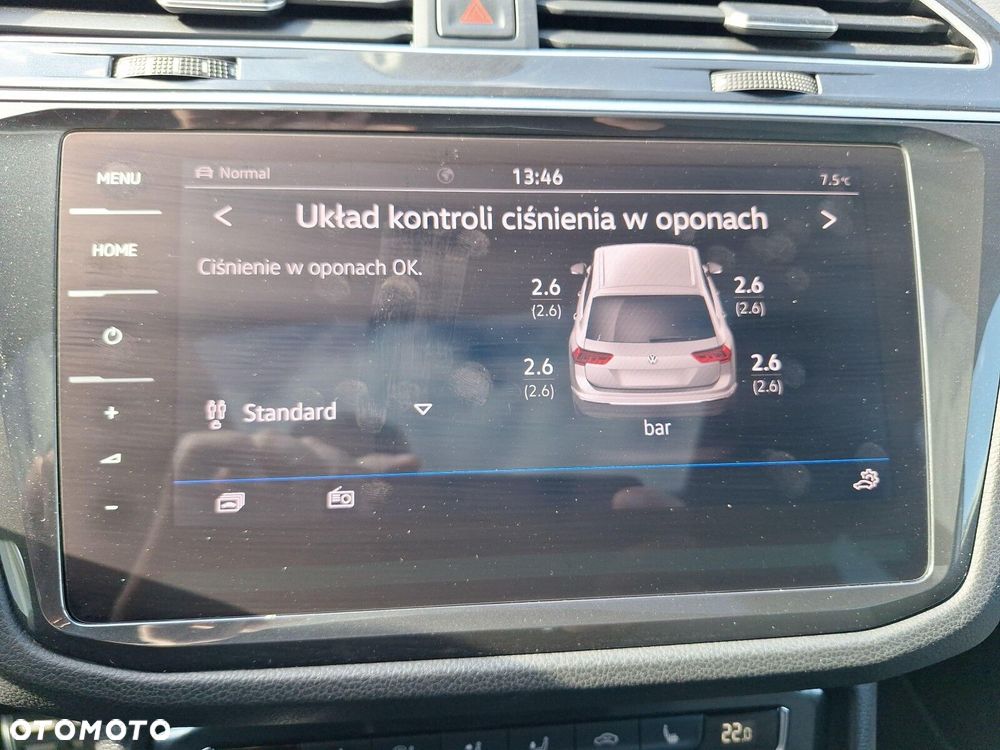 MENU
Normal
13:46
7.5°C
< Układ kontroli ciśnienia w oponach >
HOME
Ciśnienie w oponach OK.
2.6
(2.6)
2.6
(2.6)
2.6
(2.6)
2.6
(2.6)
+
Standard
bar
-
OTOMOTO
22.0